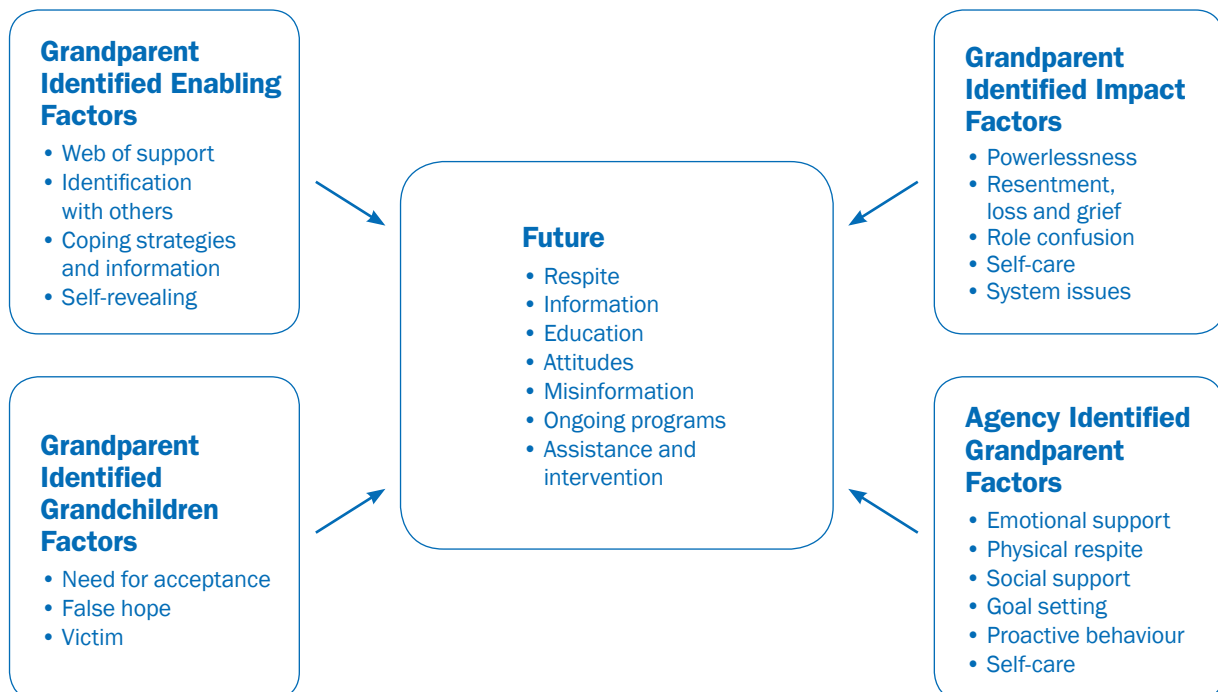 Grandparent
Identified Enabling
Factors
• Web of support
• Identification
with others
• Coping strategies
and information
• Self-revealing
Grandparent
Identified
Grandchildren
Factors
• Need for acceptance
• False hope
• Victim
Future
• Respite
• Information
• Education
• Attitudes
• Misinformation
• Ongoing programs
• Assistance and
intervention
Grandparent
Identified Impact
Factors
• Powerlessness
• Resentment,
loss and grief
• Role confusion
• Self-care
• System issues
Agency Identified
Grandparent
Factors
• Emotional support
• Physical respite
• Social support
• Goal setting
• Proactive behaviour
• Self-care